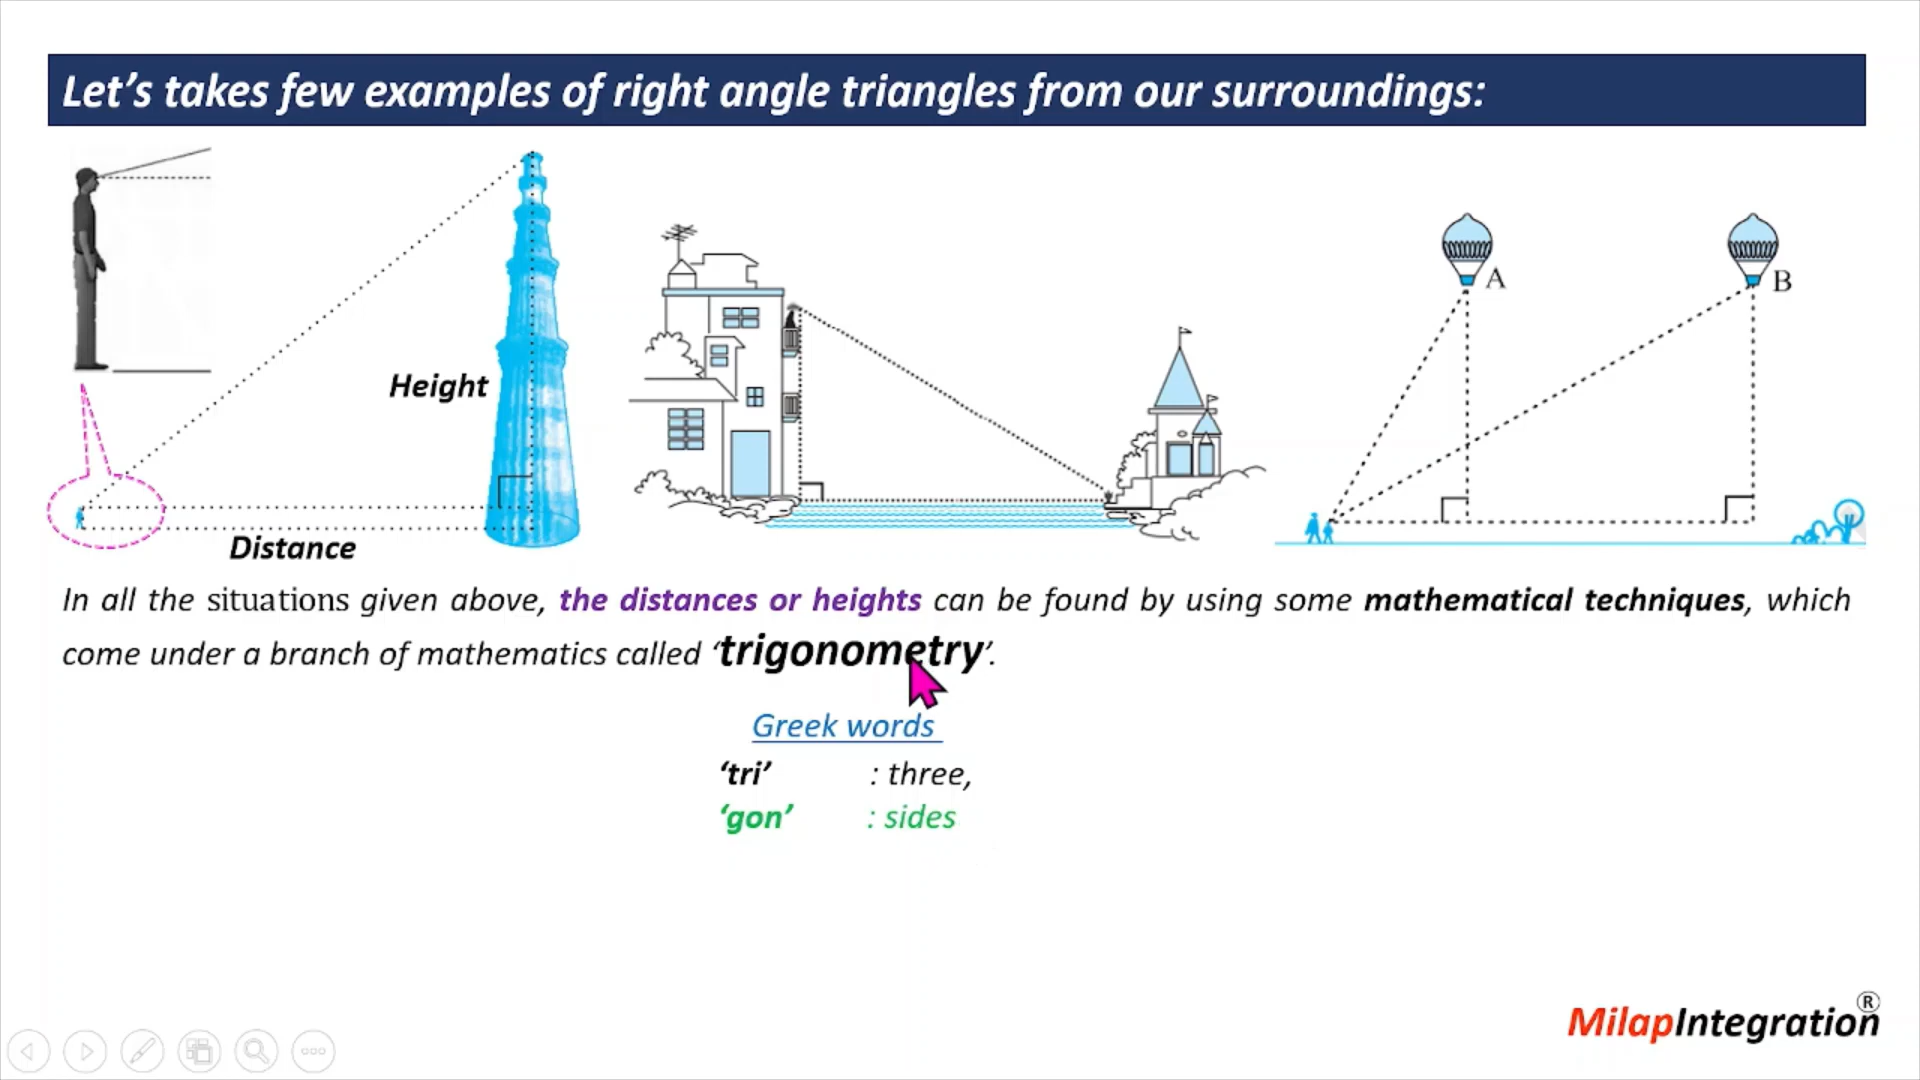 Let’s takes few examples of right angle triangles from our surroundings:
Height
Distance
A
B
In all the situations given above, the distances or heights can be found by using some mathematical techniques, which
come under a branch of mathematics called ‘trigonometry’.
Greek words
‘tri’ : three,
‘gon’ : sides
MilapIntegration®